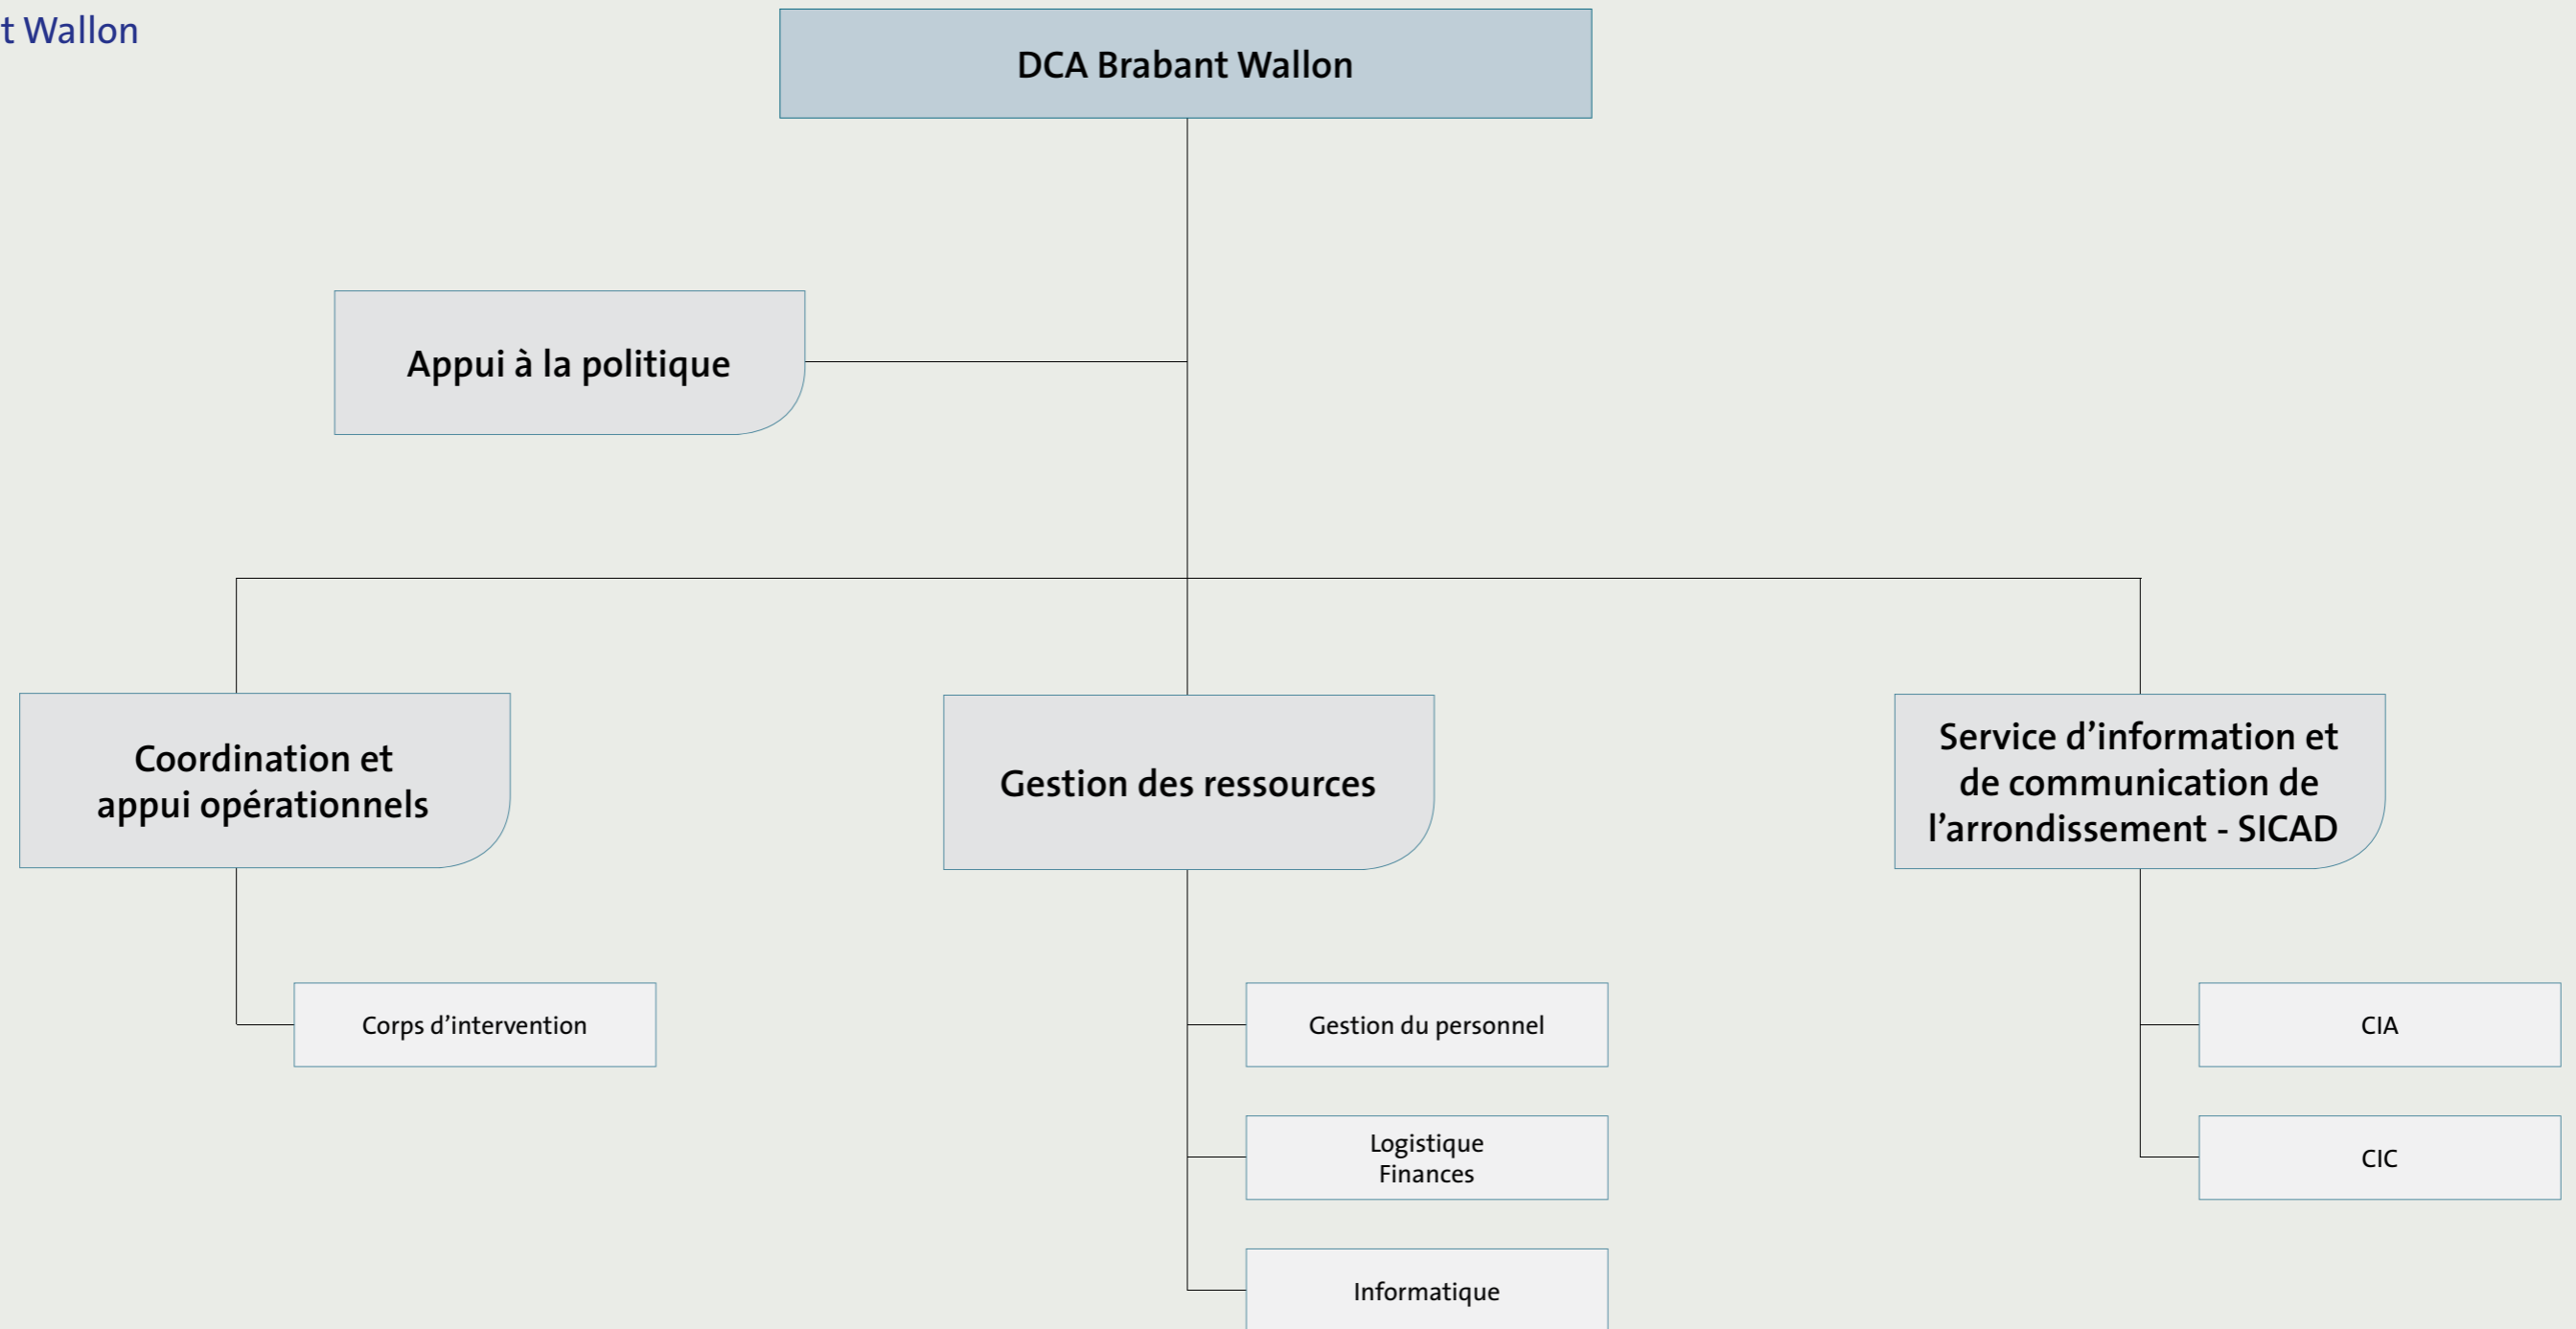 t Wallon
DCA Brabant Wallon
Appui à la politique
Coordination et
appui opérationnels
Gestion des ressources
Service d’information et
de communication de
l’arrondissement - SICAD
Corps d’intervention
Gestion du personnel
Logistique
Finances
Informatique
CIA
CIC